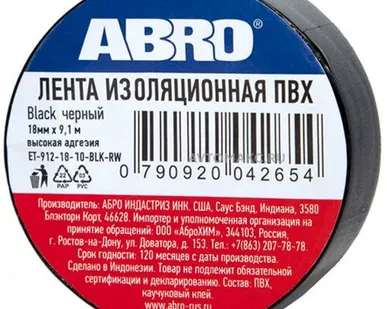 ABRO®
ЛЕНТА ИЗОЛЯЦИОННАЯ ПВХ
Black черный
18мм x 9,1 м
высокая адгезия
ET-912-18-10-BLK-RW
22 PAP
PVC
0 790920 042654
Производитель: АБРО ИНДАСТРИЗ ИНК. США, Саус Бэнд, Индиана, 3580
Блэкторн Корт, 46628. Импортер и уполномоченная организация на
принятие обращений: ООО «АброХИМ», 344103, Россия,
г. Ростов-на-Дону, ул. Доватора, д. 153. Тел.:+7(863) 207-78-78.
Срок годности: 120 месяцев с даты производства.
Сделано в Индонезии. Товар не подлежит обязательной
сертификации и декларированию. Состав: ПВХ,
каучуковый клей.
www.abro-rus.ru